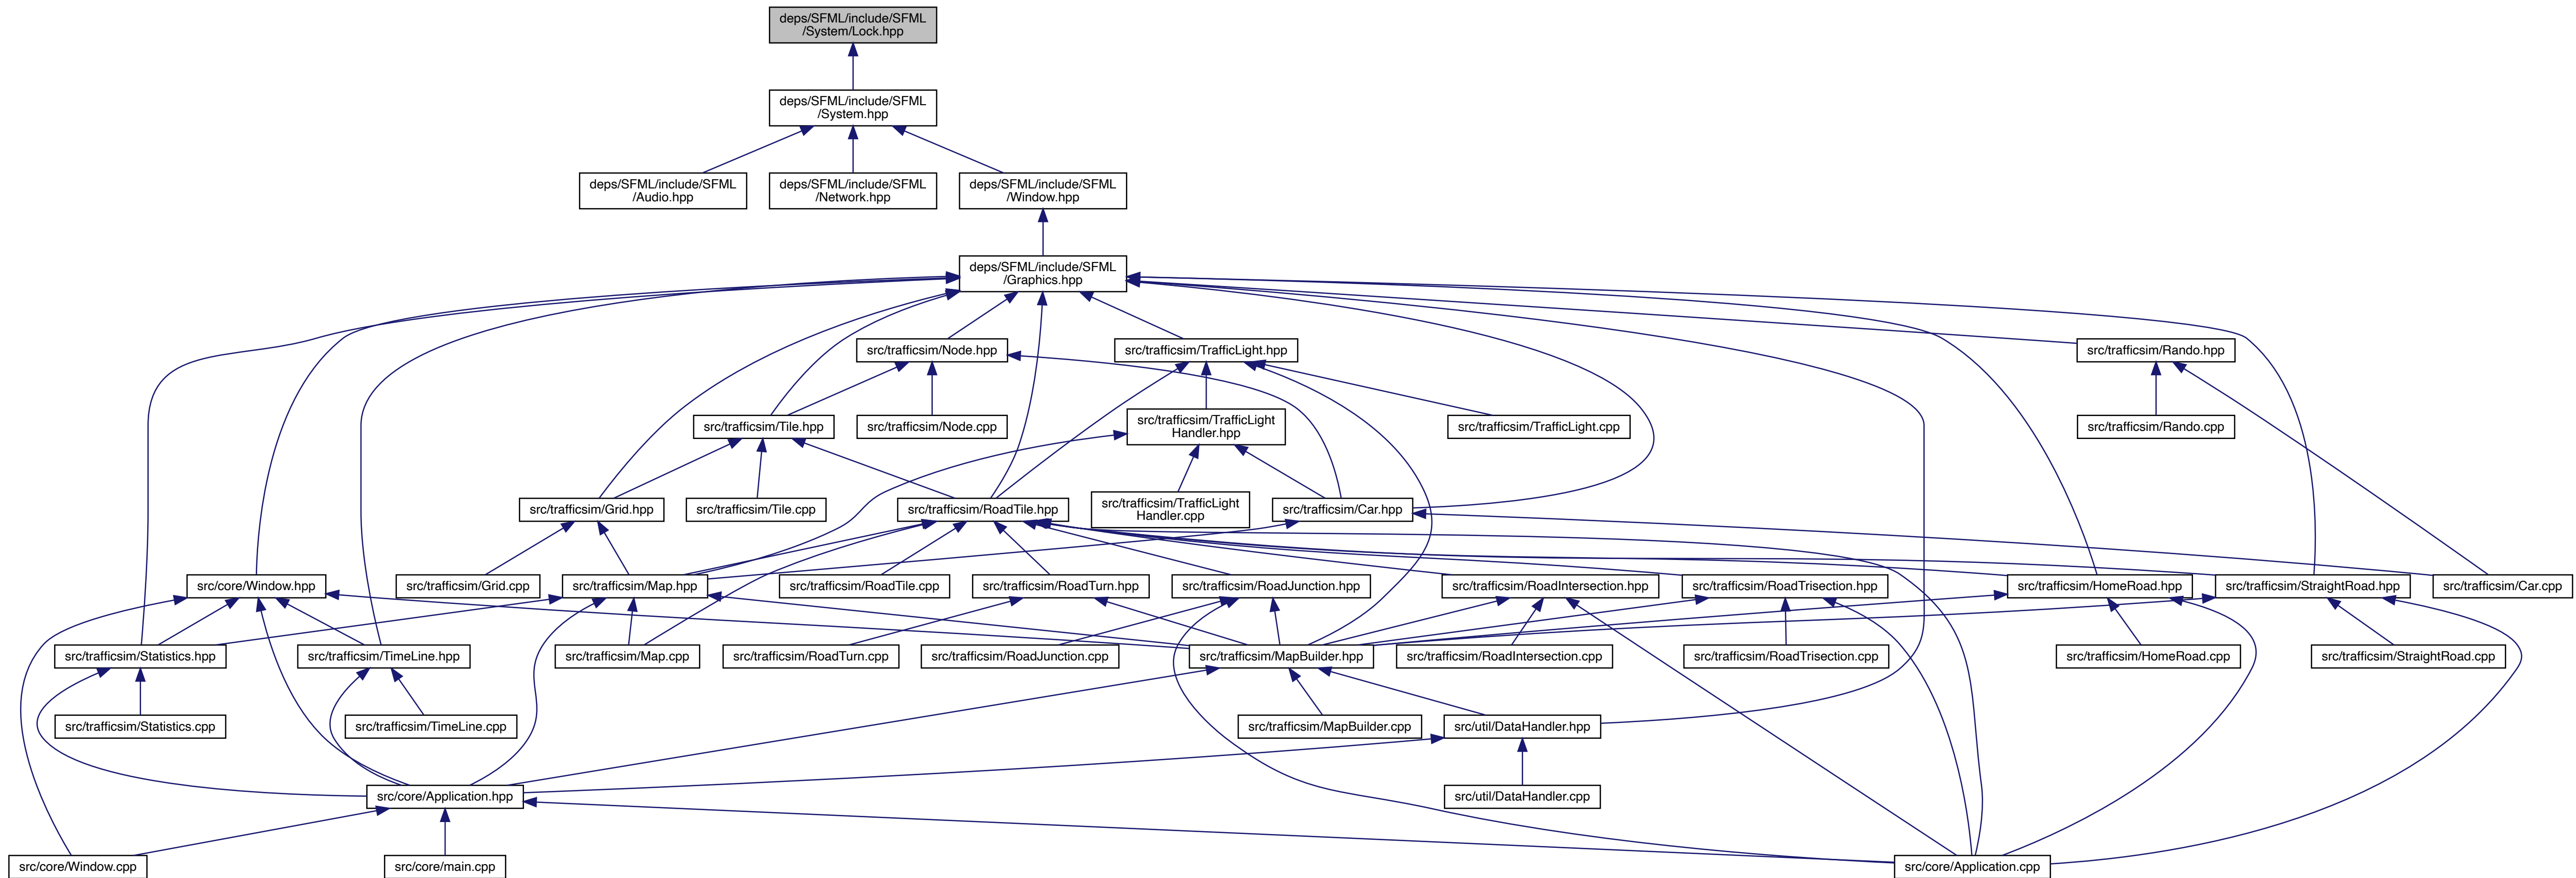 deps/SFML/include/SFML
/System/Lock.hpp
deps/SFML/include/SFML
/System.hpp
deps/SFML/include/SFML
/Audio.hpp
deps/SFML/include/SFML
/Network.hpp
deps/SFML/include/SFML
/Window.hpp
deps/SFML/include/SFML
/Graphics.hpp
src/trafficsim/Node.hpp
src/trafficsim/TrafficLight.hpp
src/trafficsim/Rando.hpp
src/trafficsim/Tile.hpp
src/trafficsim/Node.cpp
src/trafficsim/TrafficLight
Handler.hpp
src/trafficsim/TrafficLight.cpp
src/trafficsim/Rando.cpp
src/trafficsim/Grid.hpp
src/trafficsim/Tile.cpp
src/trafficsim/RoadTile.hpp
src/trafficsim/TrafficLight
Handler.cpp
src/trafficsim/Car.hpp
src/core/Window.hpp
src/trafficsim/Grid.cpp
src/trafficsim/Map.hpp
src/trafficsim/RoadTile.cpp
src/trafficsim/RoadTurn.hpp
src/trafficsim/RoadJunction.hpp
src/trafficsim/RoadIntersection.hpp
src/trafficsim/RoadTrisection.hpp
src/trafficsim/HomeRoad.hpp
src/trafficsim/StraightRoad.hpp
src/trafficsim/Car.cpp
src/trafficsim/Statistics.hpp
src/trafficsim/TimeLine.hpp
src/trafficsim/Map.cpp
src/trafficsim/RoadTurn.cpp
src/trafficsim/RoadJunction.cpp
src/trafficsim/MapBuilder.hpp
src/trafficsim/RoadIntersection.cpp
src/trafficsim/RoadTrisection.cpp
src/trafficsim/HomeRoad.cpp
src/trafficsim/StraightRoad.cpp
src/trafficsim/Statistics.cpp
src/trafficsim/TimeLine.cpp
src/trafficsim/MapBuilder.cpp
src/util/DataHandler.hpp
src/core/Application.hpp
src/util/DataHandler.cpp
src/core/Window.cpp
src/core/main.cpp
src/core/Application.cpp